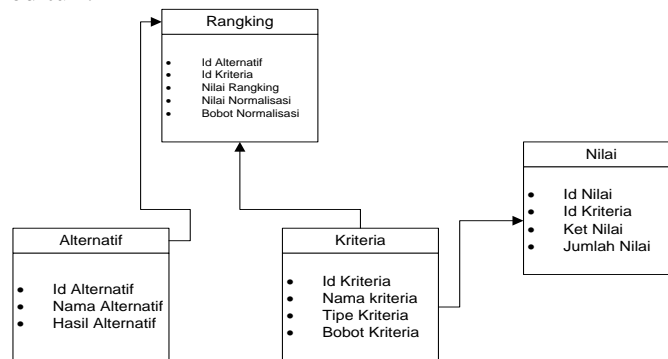 Rangking
• Id Alternatif
• Id Kriteria
• Nilai Rangking
• Nilai Normalisasi
• Bobot Normalisasi
Nilai
• Id Nilai
• Id Kriteria
• Ket Nilai
• Jumlah Nilai
Alternatif
• Id Alternatif
• Nama Alternatif
• Hasil Alternatif
Kriteria
• Id Kriteria
• Nama kriteria
• Tipe Kriteria
• Bobot Kriteria